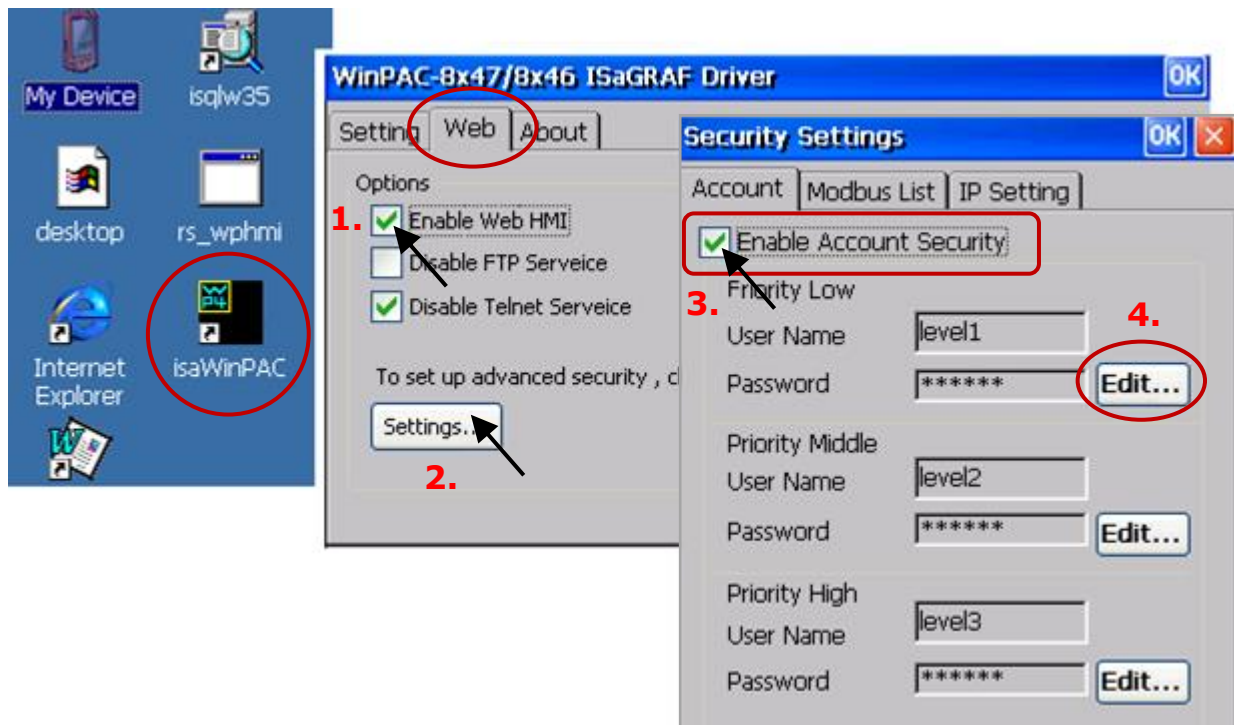 My Device
isqlw35
desktop
rs_wphmi
Internet Explorer
isaWinPAC
WinPAC-8x47/8x46 ISaGRAF Driver
OK
Setting
Web
About
Options
1.
Enable Web HMI
Disable FTP Serveice
Disable Telnet Serveice
To set up advanced security ,
Settings..
2.
Security Settings
OK
Account
Modbus List
IP Setting
Enable Account Security
3.
Priority Low
4.
User Name
level1
Password
******
Edit...
Priority Middle
User Name
level2
Password
******
Edit...
Priority High
User Name
level3
Password
******
Edit...